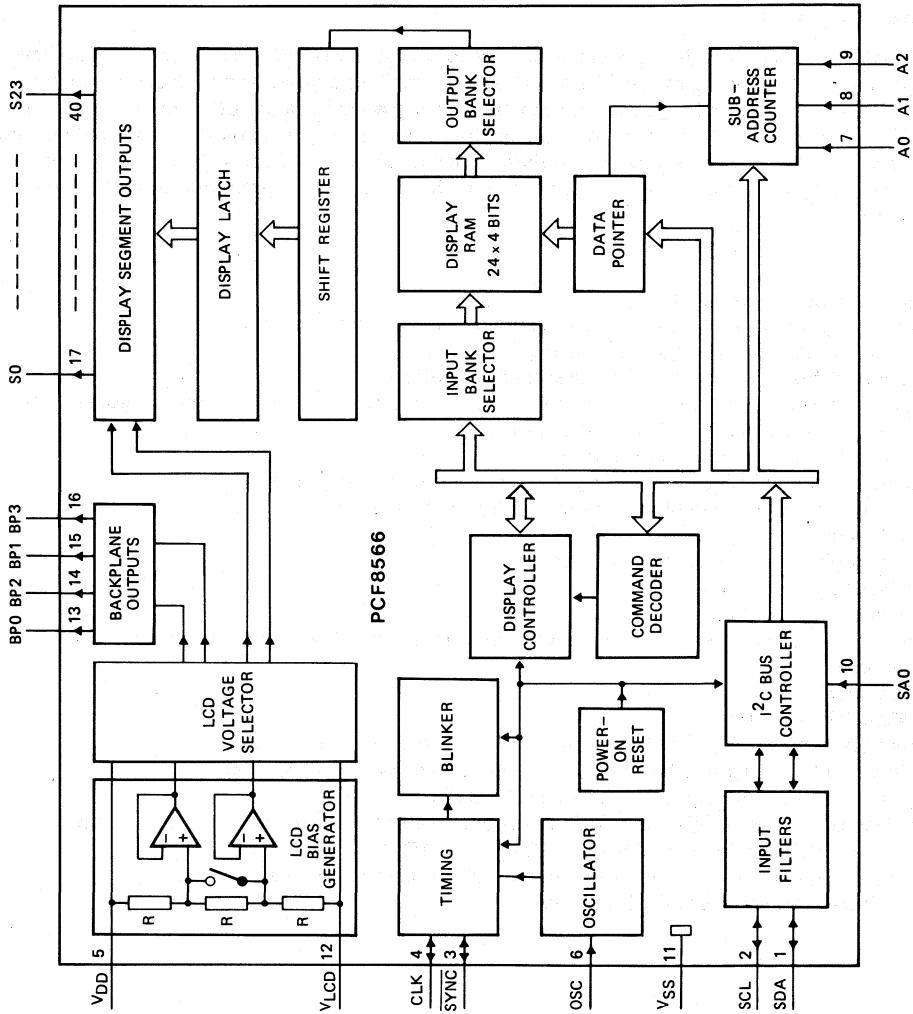 BP0
BP2
BP1
BP3
S0
S23
13
14
15
16
17
40
BACKPLANE
OUTPUTS
DISPLAY SEGMENT OUTPUTS
VDD
5
R
R
R
VLCD
12
−
+
−
+
LCD
BIAS
GENERATOR
LCD
VOLTAGE
SELECTOR
DISPLAY LATCH
SHIFT REGISTER
PCF8566
CLK
4
SYNC
3
TIMING
BLINKER
DISPLAY
CONTROLLER
INPUT
BANK
SELECTOR
DISPLAY
RAM
24 x 4 BITS
OUTPUT
BANK
SELECTOR
OSC
6
OSCILLATOR
POWER-
ON
RESET
COMMAND
DECODER
DATA
POINTER
VSS
11
SCL
2
SDA
1
INPUT
FILTERS
I²C BUS
CONTROLLER
SUB-
ADDRESS
COUNTER
10
7
8
9
SA0
A0
A1
A2